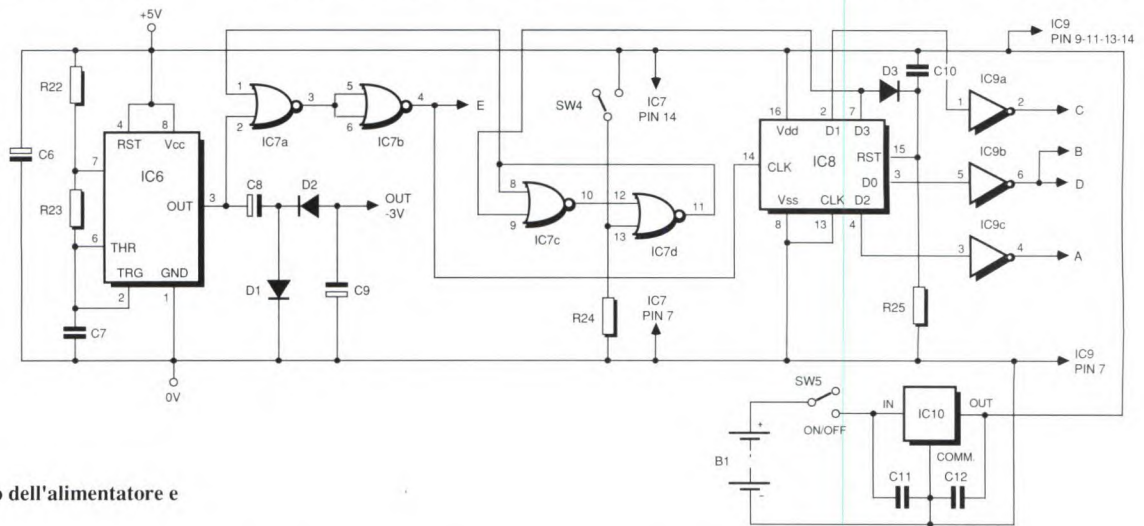 +5V
IC9
PIN 9-11-13-14
R22
4
8
RST
Vcc
IC6
7
C6
R23
OUT
3
6
THR
TRG
GND
2
1
C7
0V
1
2
3
IC7a
5
6
4
IC7b
E
C8
D2
OUT
-3V
D1
C9
SW4
IC7
PIN 14
8
9
10
IC7c
12
13
11
IC7d
R24
IC7
PIN 7
16
2
7
Vdd
D1
D3
IC8
14
CLK
RST
15
D0
3
Vss
CLK
D2
8
13
4
D3
C10
IC9a
1
2
C
IC9b
5
6
B
D
IC9c
3
4
A
R25
IC9
PIN 7
SW5
ON/OFF
IN
IC10
OUT
COMM.
C11
C12
B1
+
-
o dell'alimentatore e